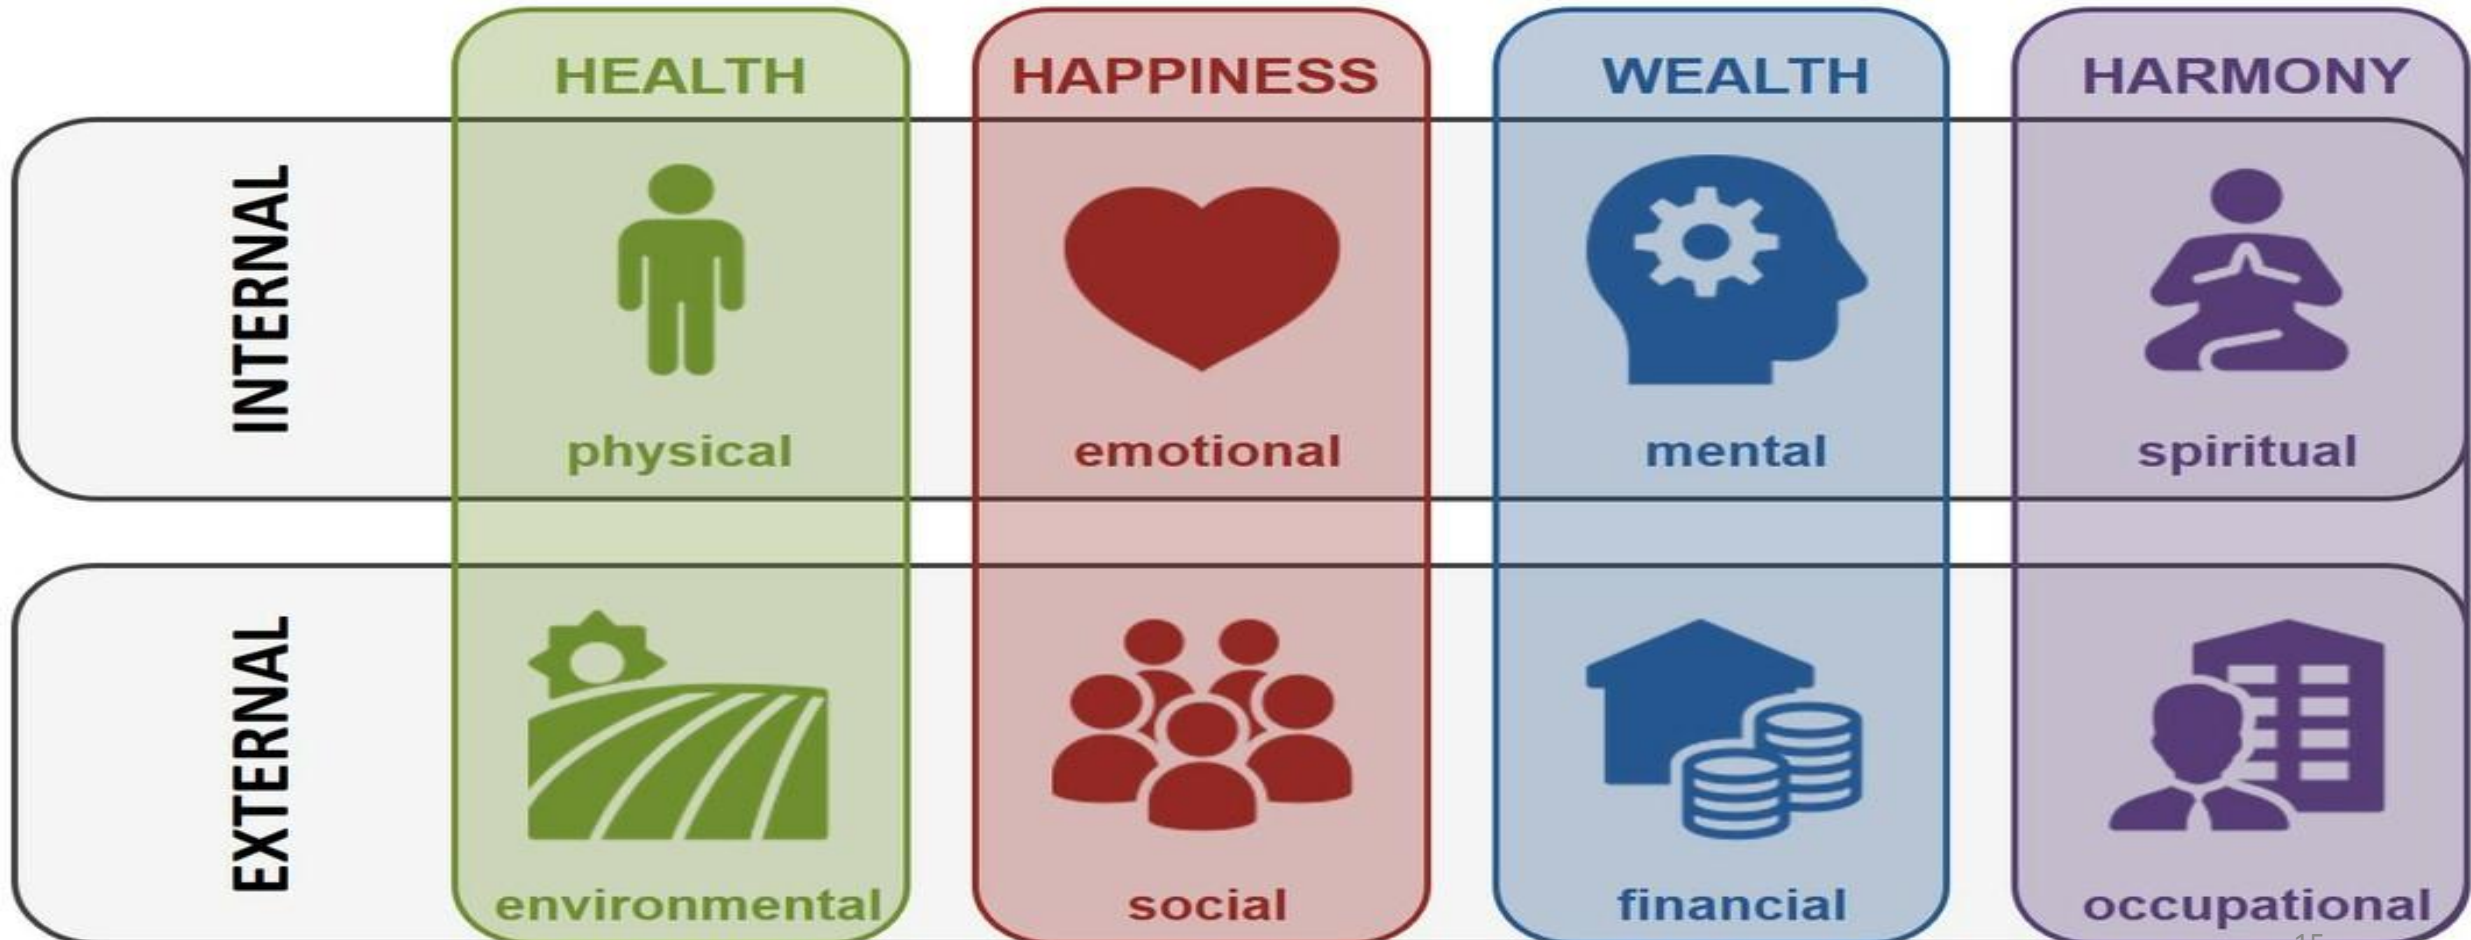 HEALTH
HAPPINESS
WEALTH
HARMONY
INTERNAL
physical
emotional
mental
spiritual
EXTERNAL
environmental
social
financial
occupational